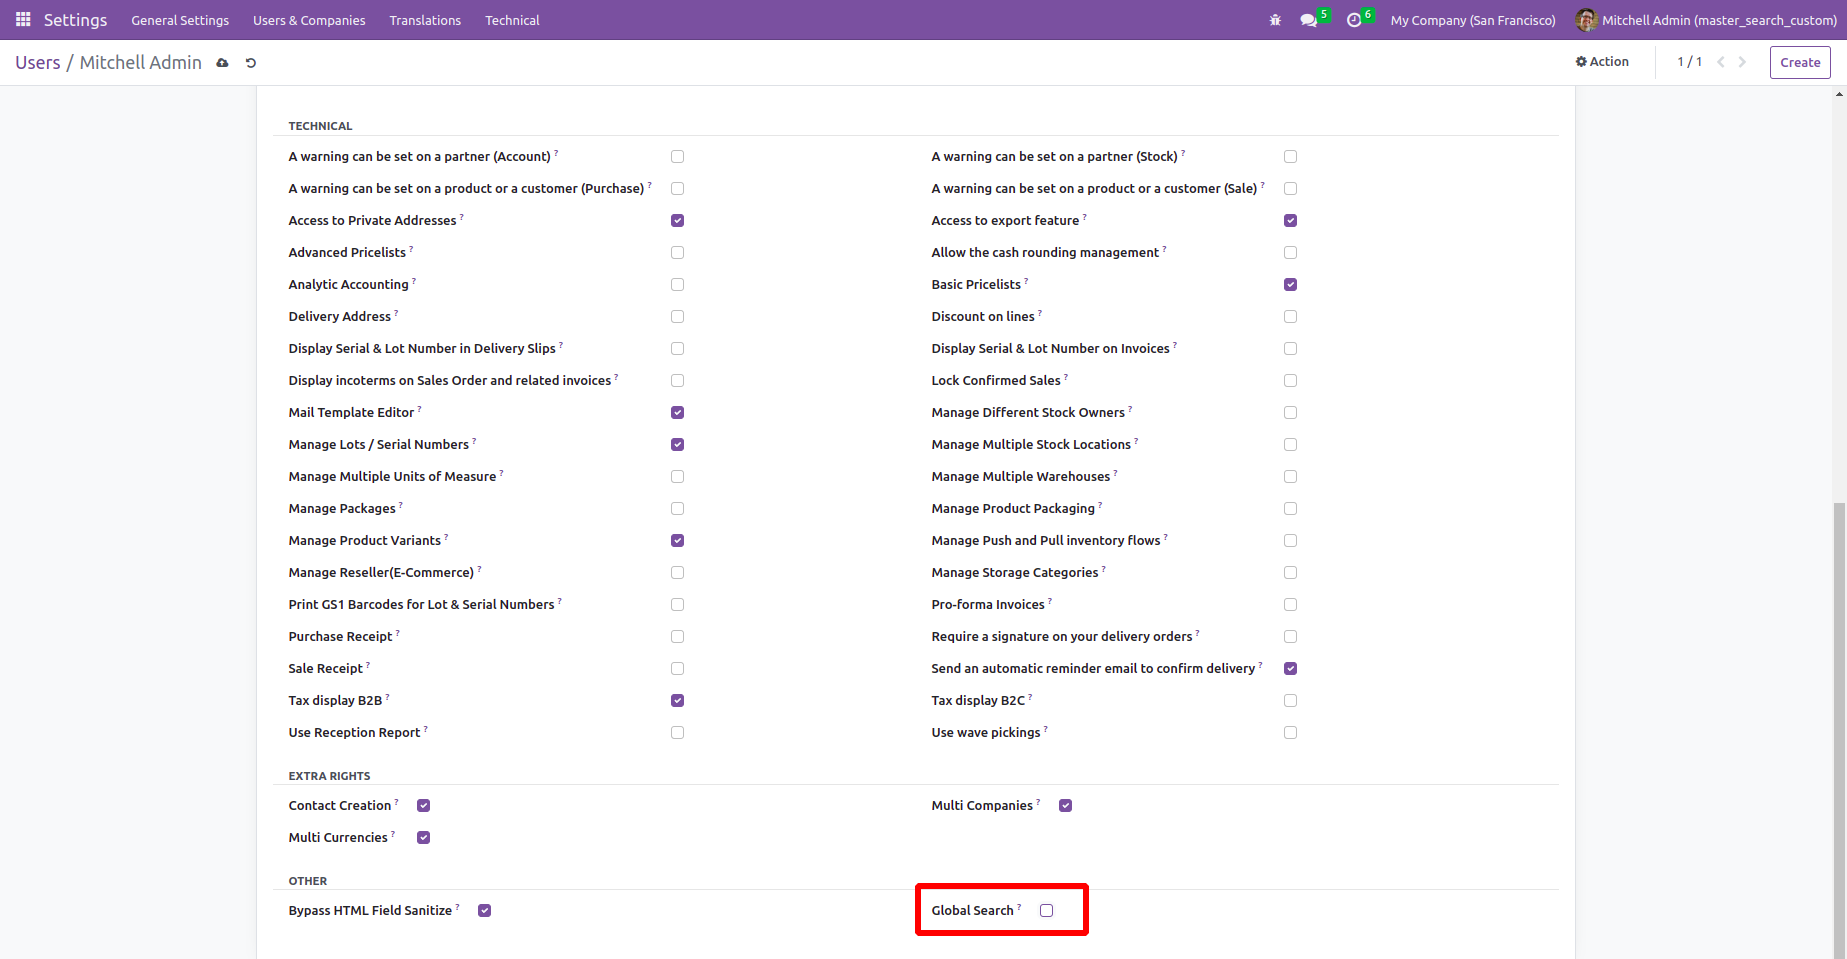 Settings General Settings Users & Companies Translations Technical 5 6 My Company (San Francisco) Mitchell Admin (master_search_custom)
Users / Mitchell Admin Action 1 / 1 Create
TECHNICAL
A warning can be set on a partner (Account) ? A warning can be set on a partner (Stock) ?
A warning can be set on a product or a customer (Purchase) ? A warning can be set on a product or a customer (Sale) ?
Access to Private Addresses ? Access to export feature ?
Advanced Pricelists ? Allow the cash rounding management ?
Analytic Accounting ? Basic Pricelists ?
Delivery Address ? Discount on lines ?
Display Serial & Lot Number in Delivery Slips ? Display Serial & Lot Number on Invoices ?
Display incoterms on Sales Order and related invoices ? Lock Confirmed Sales ?
Mail Template Editor ? Manage Different Stock Owners ?
Manage Lots / Serial Numbers ? Manage Multiple Stock Locations ?
Manage Multiple Units of Measure ? Manage Multiple Warehouses ?
Manage Packages ? Manage Product Packaging ?
Manage Product Variants ? Manage Push and Pull inventory flows ?
Manage Reseller(E-Commerce) ? Manage Storage Categories ?
Print GS1 Barcodes for Lot & Serial Numbers ? Pro-forma Invoices ?
Purchase Receipt ? Require a signature on your delivery orders ?
Sale Receipt ? Send an automatic reminder email to confirm delivery ?
Tax display B2B ? Tax display B2C ?
Use Reception Report ? Use wave pickings ?
EXTRA RIGHTS
Contact Creation ? Multi Companies ?
Multi Currencies ?
OTHER
Bypass HTML Field Sanitize ? Global Search ?